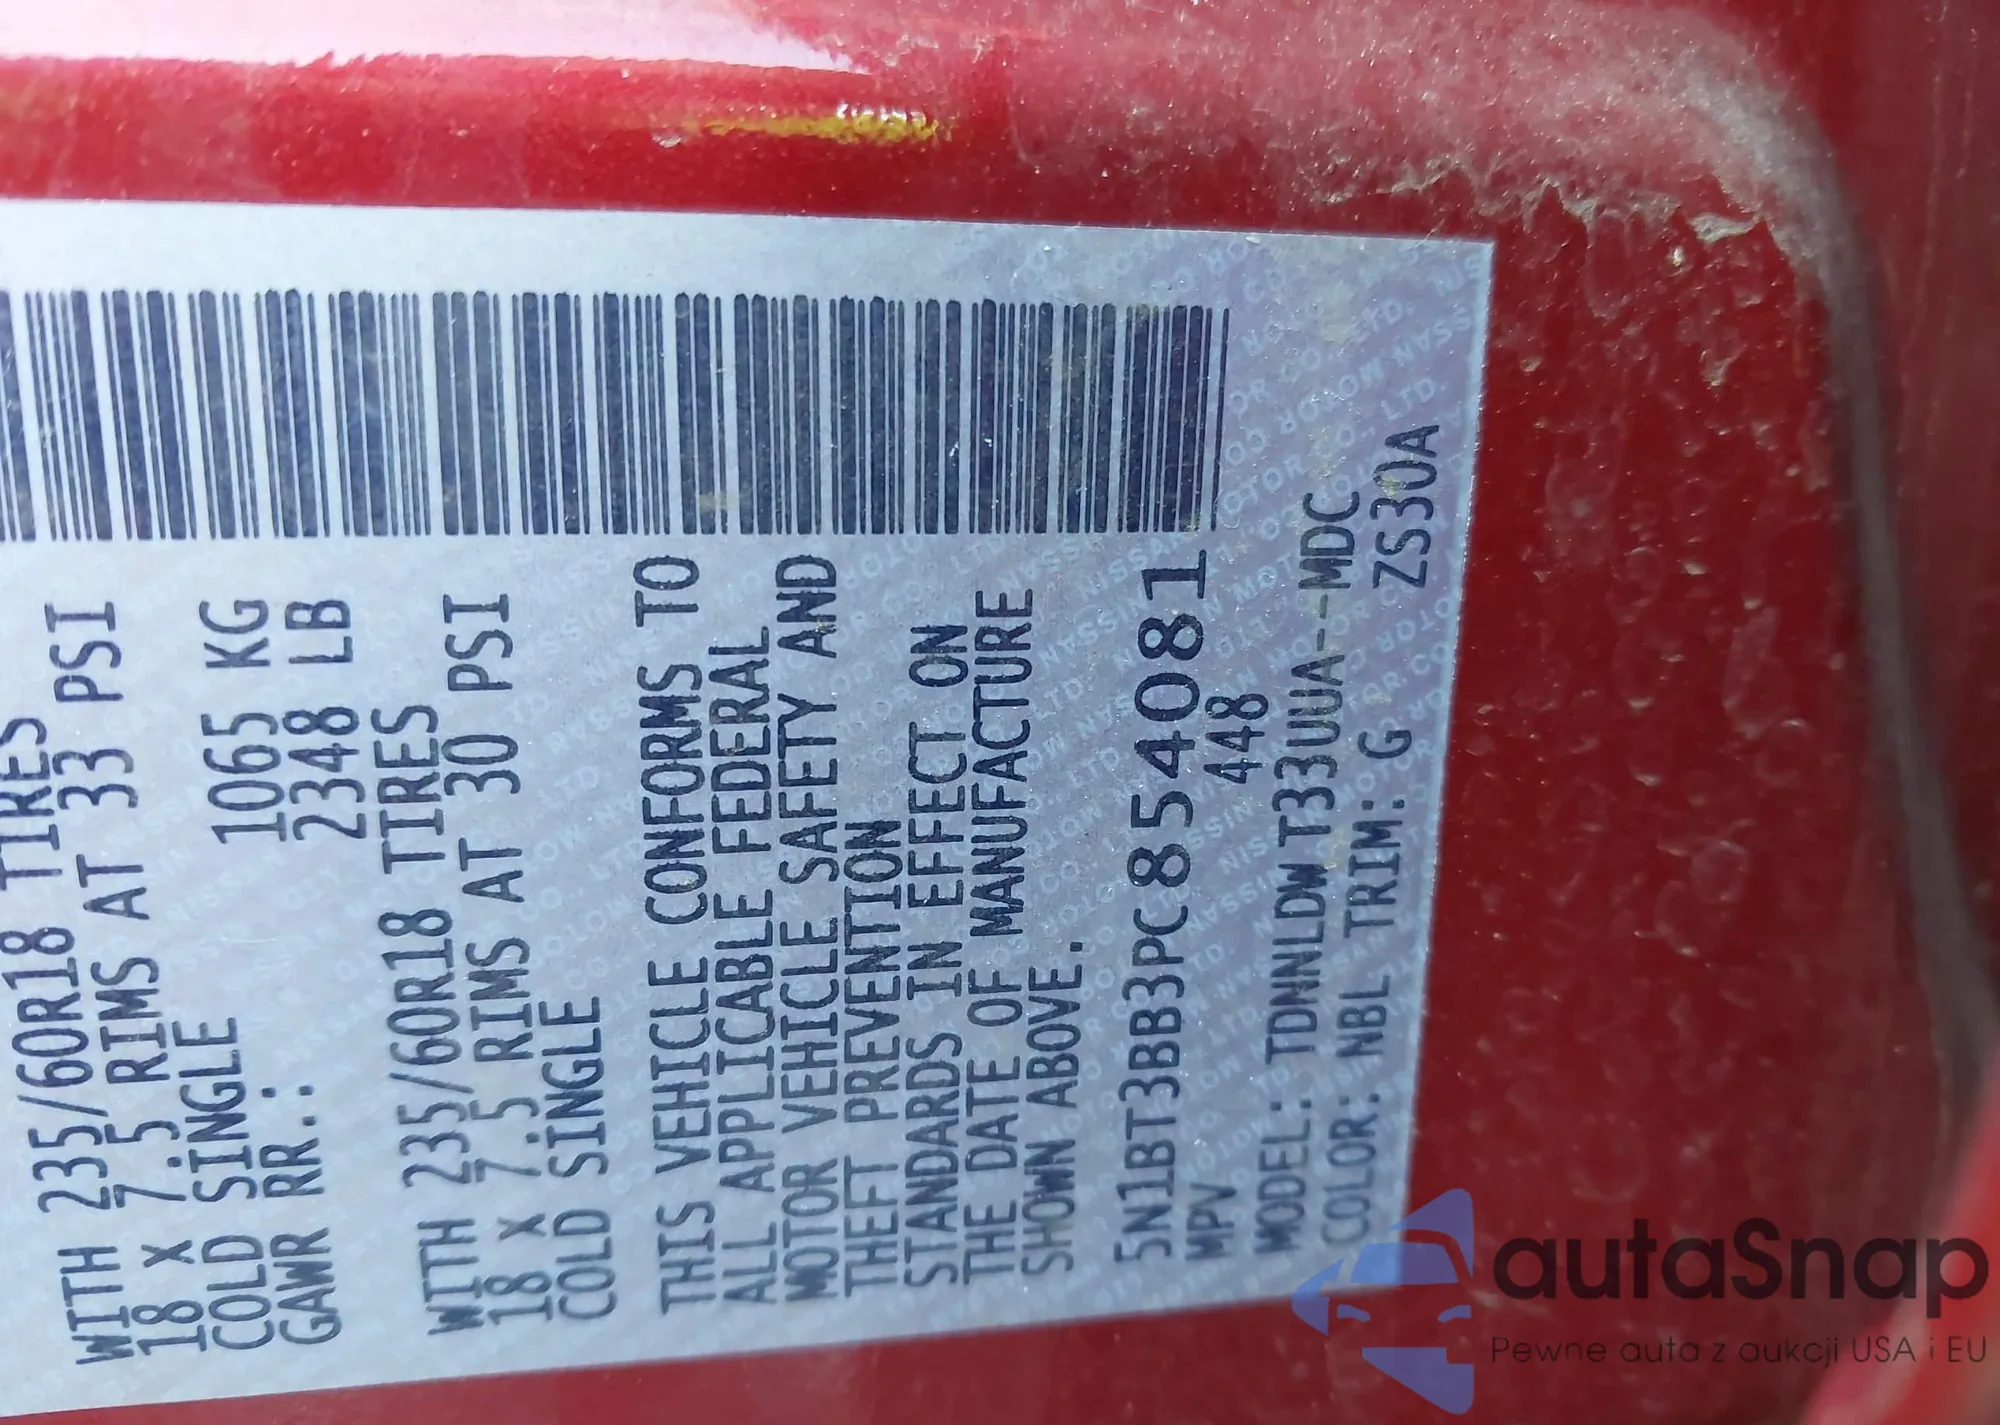 WITH 235/60R18 TIRES
18 x 7.5 RIMS AT 33 PSI
COLD SINGLE
GAWR RR.: 1065 KG
2348 LB
WITH 235/60R18 TIRES
18 x 7.5 RIMS AT 30 PSI
COLD SINGLE
THIS VEHICLE CONFORMS TO
ALL APPLICABLE FEDERAL
MOTOR VEHICLE SAFETY AND
THEFT PREVENTION
STANDARDS IN EFFECT ON
THE DATE OF MANUFACTURE
SHOWN ABOVE.
5N1BT3BB3PC854081
MPV 448
MODEL: TDNNLDWT33UUA--MDC
COLOR: NBL TRIM: G ZS30A
autaSnap
Pewne auta z aukcji USA i EU